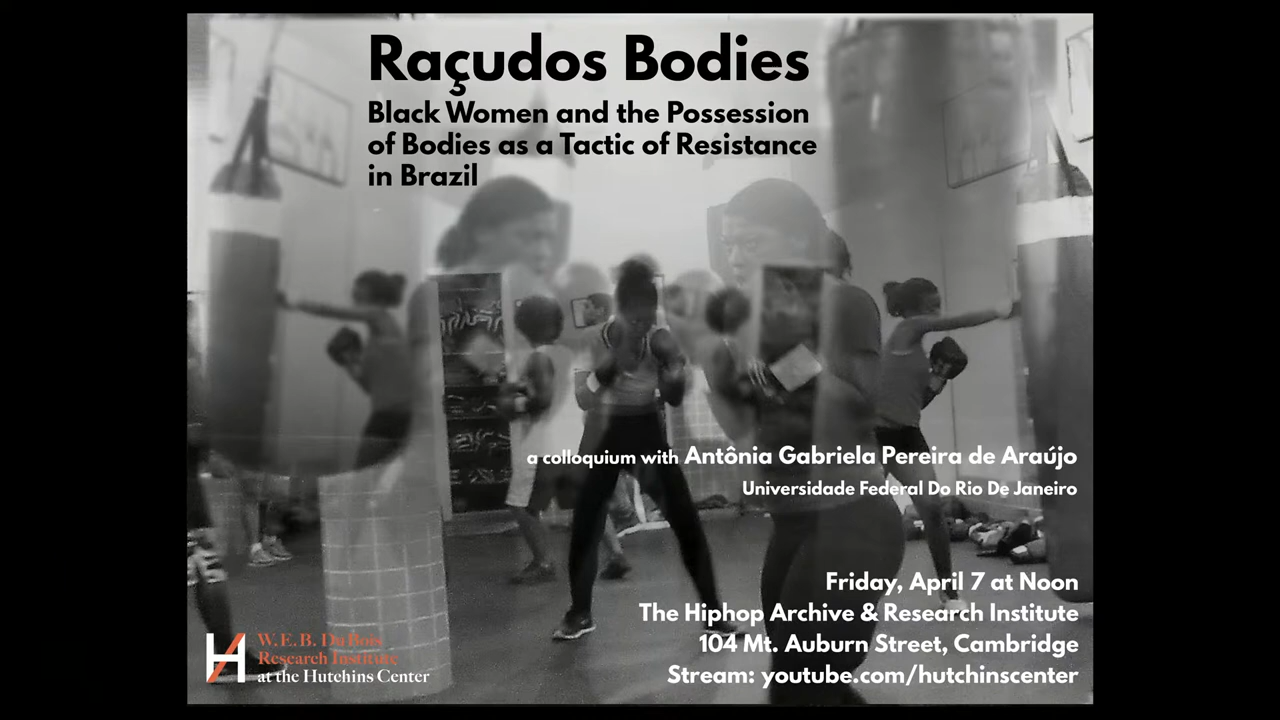 Raçudos Bodies
Black Women and the Possession
of Bodies as a Tactic of Resistance
in Brazil
a colloquium with Antônia Gabriela Pereira de Araújo
Universidade Federal Do Rio De Janeiro
Friday, April 7 at Noon
The Hiphop Archive & Research Institute
104 Mt. Auburn Street, Cambridge
Stream: youtube.com/hutchinscenter
W. E. B. Du Bois
Research Institute
at the Hutchins Center